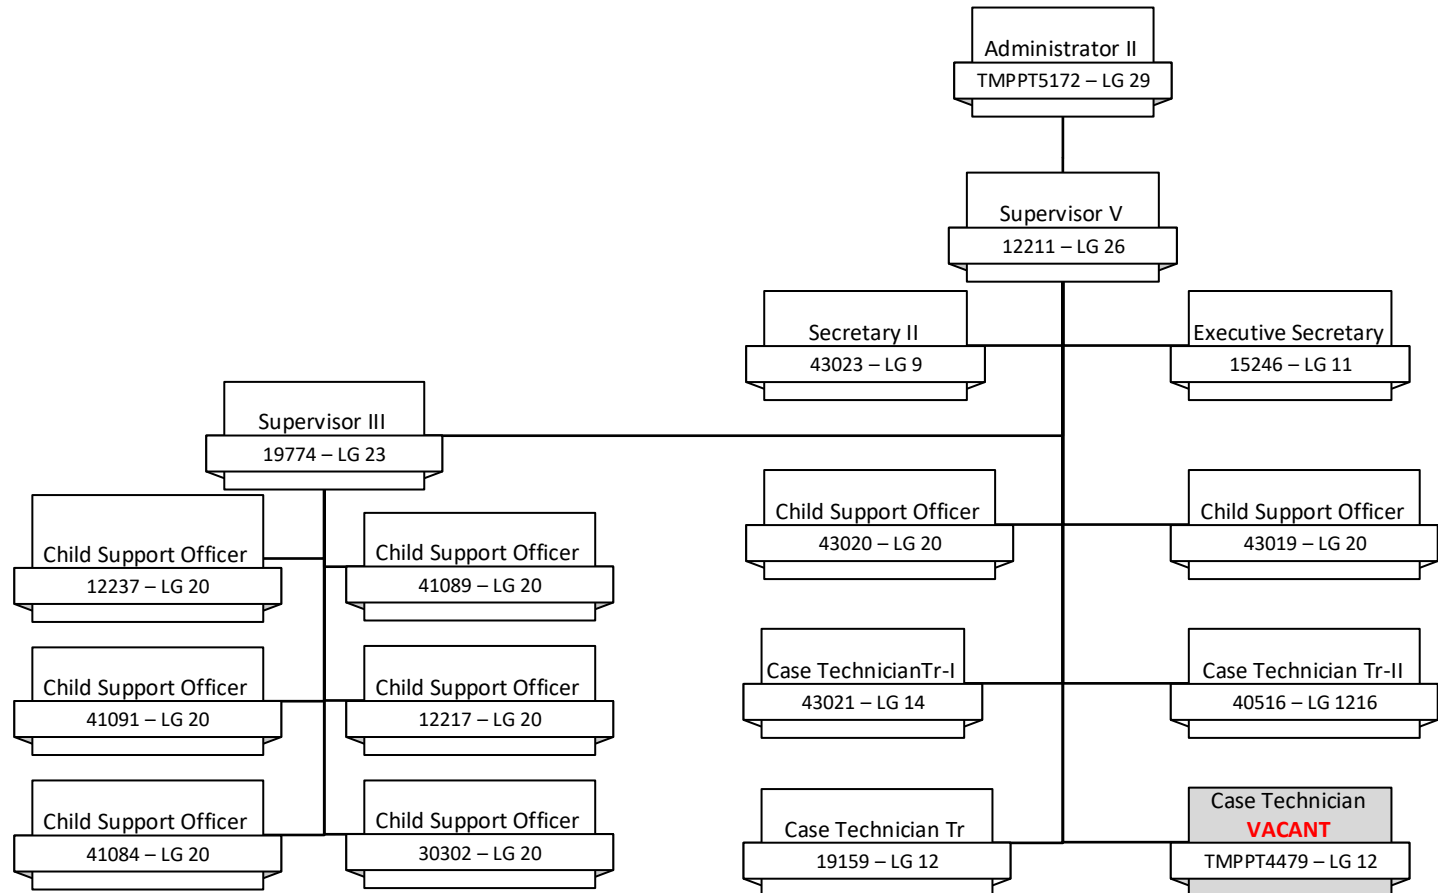 Administrator II
TMPPT5172 – LG 29
Supervisor V
12211 – LG 26
Secretary II
43023 – LG 9
Executive Secretary
15246 – LG 11
Supervisor III
19774 – LG 23
Child Support Officer
12237 – LG 20
Child Support Officer
41089 – LG 20
Child Support Officer
43020 – LG 20
Child Support Officer
43019 – LG 20
Child Support Officer
41091 – LG 20
Child Support Officer
12217 – LG 20
Case TechnicianTr-I
43021 – LG 14
Case Technician Tr-II
40516 – LG 1216
Child Support Officer
41084 – LG 20
Child Support Officer
30302 – LG 20
Case Technician Tr
19159 – LG 12
Case Technician
VACANT
TMPPT4479 – LG 12